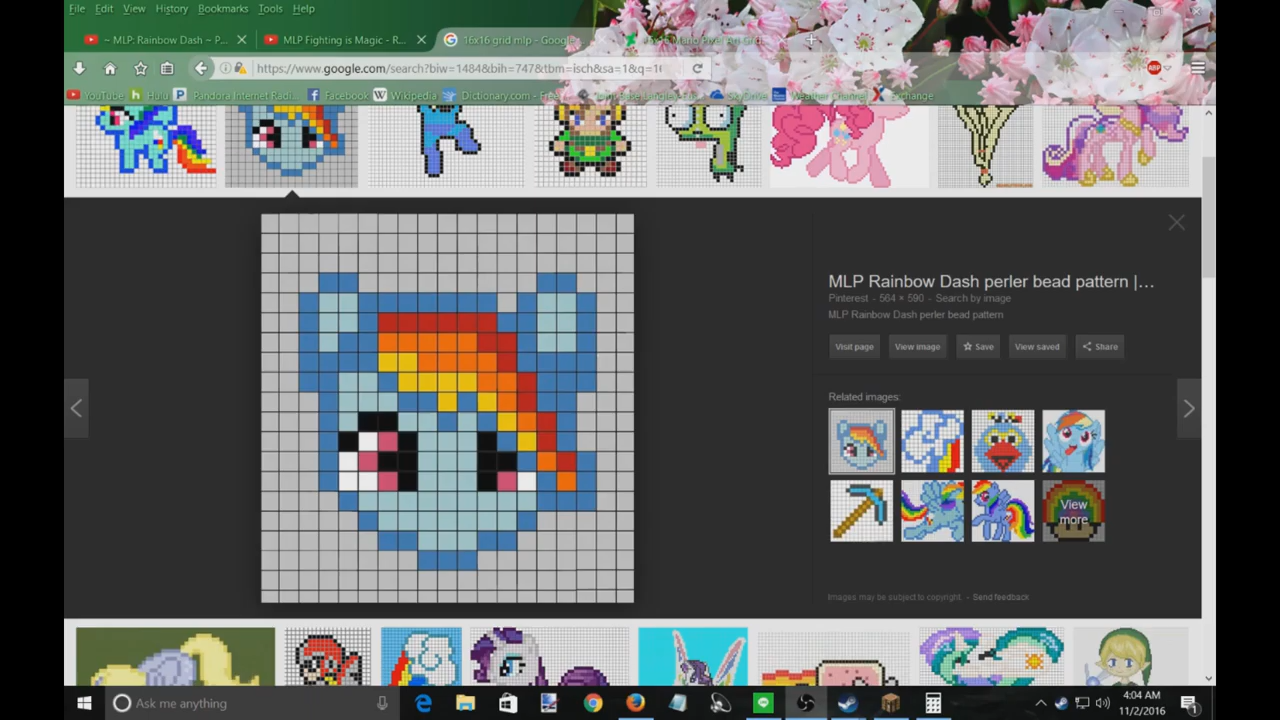 File Edit View History Bookmarks Tools Help
~ MLP: Rainbow Dash ~ P... MLP Fighting is Magic - R... 16x16 grid mlp - Google
https://www.google.com/search?biw=1484&bih=747&tbm=isch&sa=1&q=16 ABP
YouTube Hulu Pandora Internet Radi... Facebook Wikipedia Dictionary.com - Free SkyDrive Weather Channel Exchange
MLP Rainbow Dash perler bead pattern |...
Pinterest - 564 × 590 - Search by image
MLP Rainbow Dash perler bead pattern
Visit page View image Save View saved Share
Related images:
View
more
Images may be subject to copyright. - Send feedback
Ask me anything
4:04 AM
11/2/2016
1